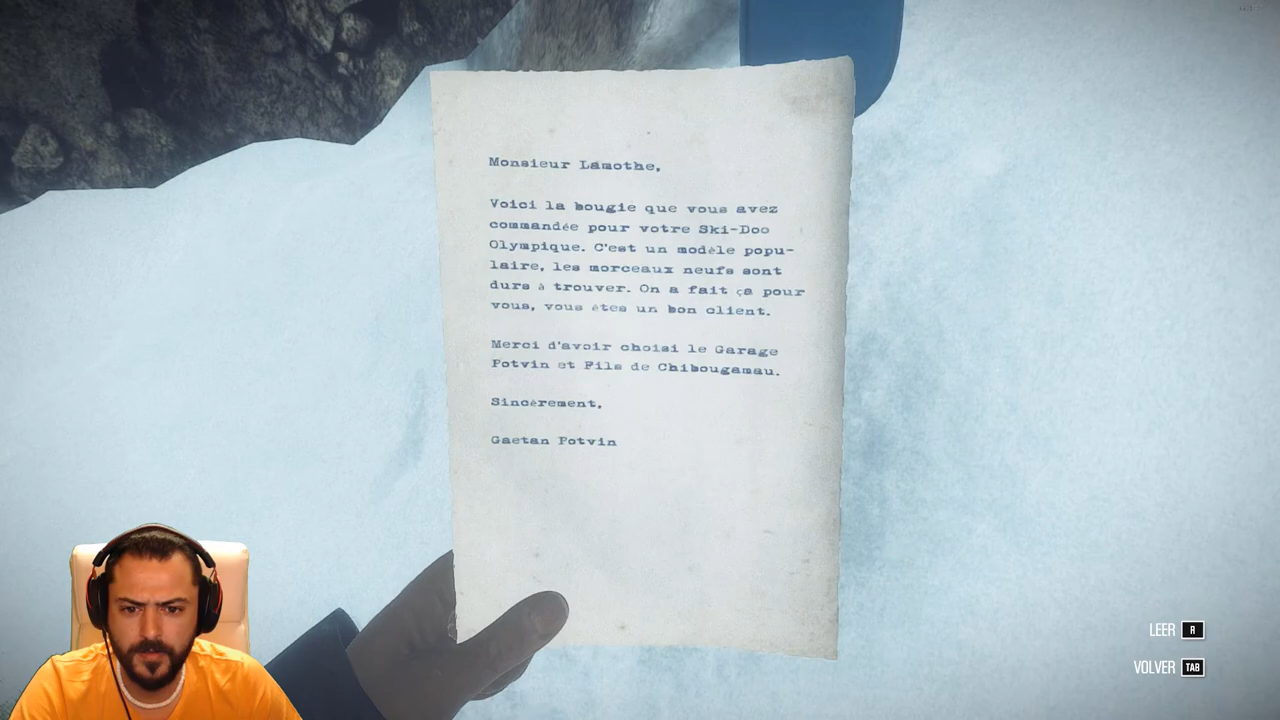 Monsieur Lamothe,
Voici la bougie que vous avez
commandée pour votre Ski-Doo
Olympique. C'est un modèle popu-
laire, les morceaux neufs sont
durs à trouver. On a fait ça pour
vous, vous êtes un bon client.
Merci d'avoir choisi le Garage
Potvin et Fils de Chibougamau.
Sincèrement,
Gaetan Potvin
LEER R
VOLVER TAB